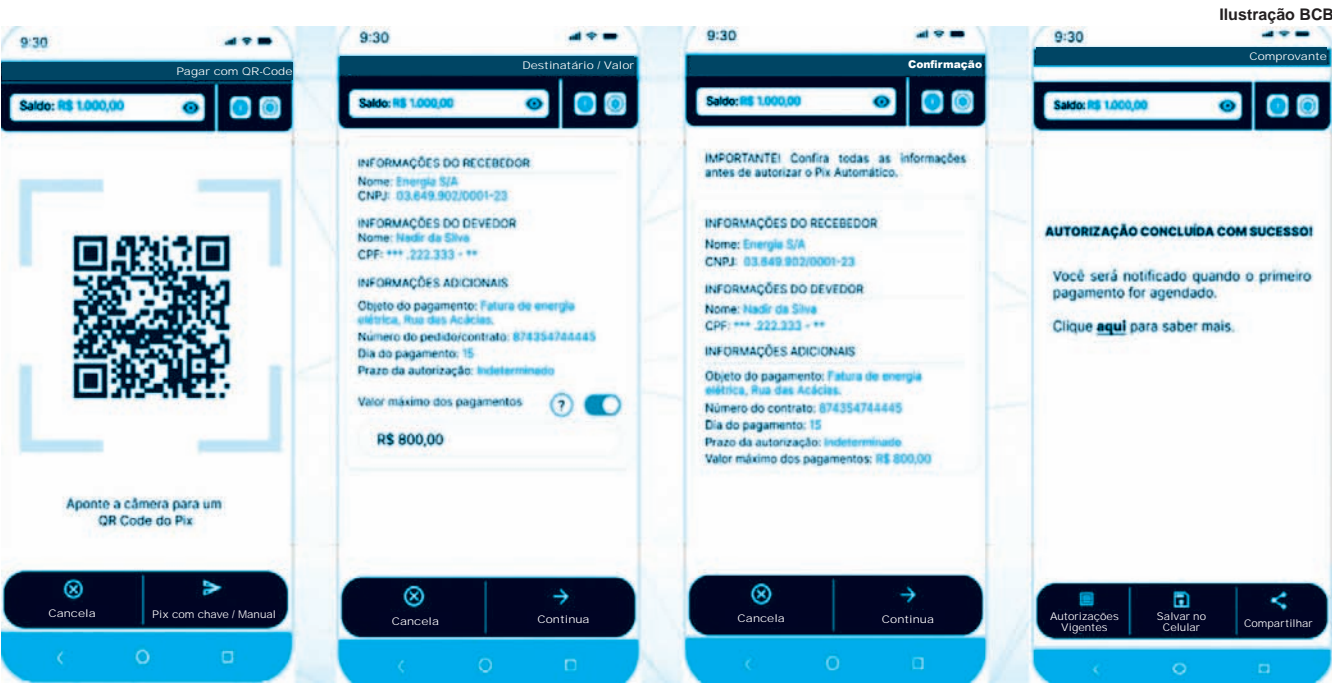 Ilustração BCB
9:30
Pagar com QR-Code
Saldo: R$ 1.000,00
Aponte a câmera para um
QR Code do Pix
Cancela
Pix com chave / Manual
9:30
Destinatário / Valor
Saldo: R$ 1.000,00
INFORMAÇÕES DO RECEBEDOR
Nome: Energia S/A
CNPJ: 03.649.902/0001-23
INFORMAÇÕES DO DEVEDOR
Nome: Nadir da Silva
CPF: *** .222.333 - **
INFORMAÇÕES ADICIONAIS
Objeto do pagamento: Fatura de energia
elétrica, Rua das Acácias.
Número do pedido/contrato: 874354744445
Dia do pagamento: 15
Prazo da autorização: Indeterminado
Valor máximo dos pagamentos
?
R$ 800,00
Cancela
Continua
9:30
Confirmação
Saldo: R$ 1.000,00
IMPORTANTE! Confira todas as informações
antes de autorizar o Pix Automático.
INFORMAÇÕES DO RECEBEDOR
Nome: Energia S/A
CNPJ: 03.649.902/0001-23
INFORMAÇÕES DO DEVEDOR
Nome: Nadir da Silva
CPF: *** .222.333 - **
INFORMAÇÕES ADICIONAIS
Objeto do pagamento: Fatura de energia
elétrica, Rua das Acácias.
Número do contrato: 874354744445
Dia do pagamento: 15
Prazo da autorização: Indeterminado
Valor máximo dos pagamentos: R$ 800,00
Cancela
Continua
9:30
Comprovante
Saldo: R$ 1.000,00
AUTORIZAÇÃO CONCLUÍDA COM SUCESSO!
Você será notificado quando o primeiro
pagamento for agendado.
Clique aqui para saber mais.
Autorizações
Vigentes
Salvar no
Celular
Compartilhar